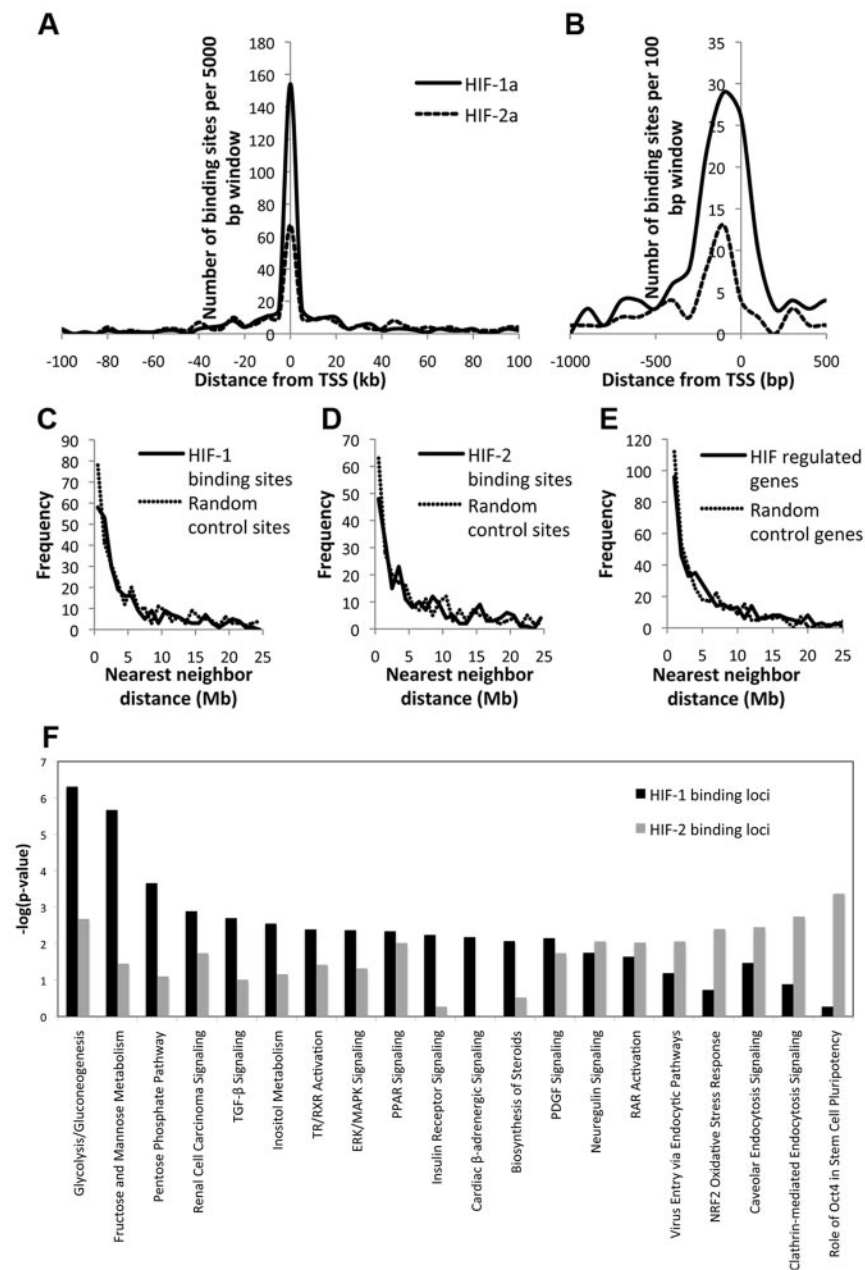 A
Number of binding sites per 5000
bp window
180
160
140
120
100
80
60
40
20
0
-100 -80 -60 -40 -20 0 20 40 60 80 100
Distance from TSS (kb)
HIF-1a
HIF-2a
B
Numbr of binding sites per 100
bp window
35
30
25
20
15
10
5
0
-1000 -500 0 500
Distance from TSS (bp)
C
Frequency
90
80
70
60
50
40
30
20
10
0
HIF-1
binding sites
Random
control sites
0 5 10 15 20 25
Nearest neighbor
distance (Mb)
D
Frequency
70
60
50
40
30
20
10
0
HIF-2
binding sites
Random
control sites
0 5 10 15 20 25
Nearest neighbor
distance (Mb)
E
Frequency
120
100
80
60
40
20
0
HIF regulated
genes
Random
control genes
0 5 10 15 20 25
Nearest neighbor
distance (Mb)
F
-log(p-value)
7
6
5
4
3
2
1
0
HIF-1 binding loci
HIF-2 binding loci
Glycolysis/Gluconeogenesis
Fructose and Mannose Metabolism
Pentose Phosphate Pathway
Renal Cell Carcinoma Signaling
TGF-β Signaling
Inositol Metabolism
TR/RXR Activation
ERK/MAPK Signaling
PPAR Signaling
Insulin Receptor Signaling
Cardiac β-adrenergic Signaling
Biosynthesis of Steroids
PDGF Signaling
Neuregulin Signaling
RAR Activation
Virus Entry via Endocytic Pathways
NRF2 Oxidative Stress Response
Caveolar Endocytosis Signaling
Clathrin-mediated Endocytosis Signaling
Role of Oct4 in Stem Cell Pluripotency